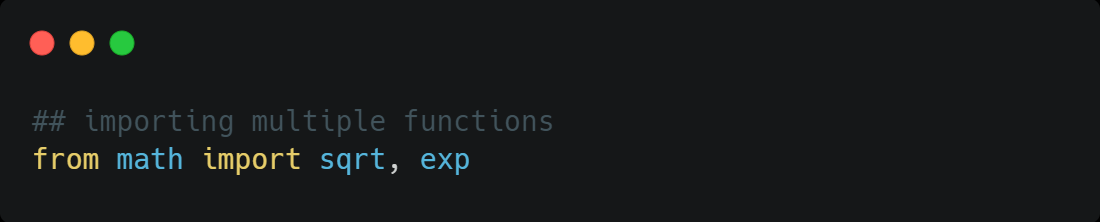 ## importing multiple functions
from math import sqrt, exp